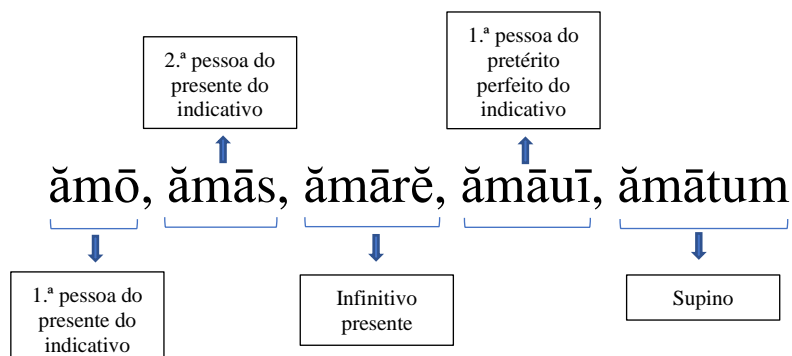 2.ª pessoa do
presente do
indicativo
1.ª pessoa do
pretérito
perfeito do
indicativo
ămō, ămās, ămārĕ, ămāuī, ămātum
1.ª pessoa do
presente do
indicativo
Infinitivo
presente
Supino